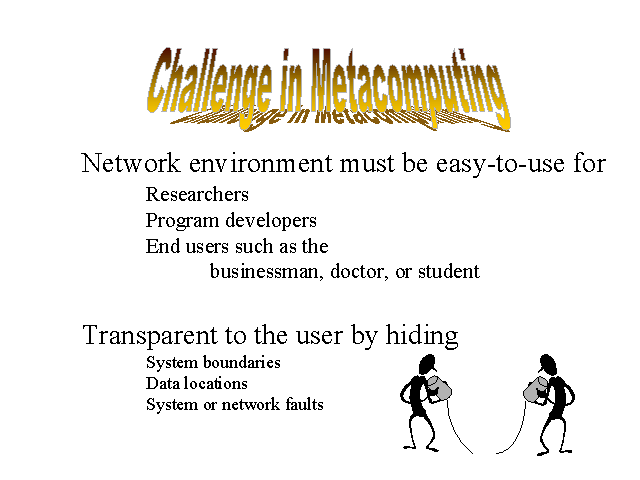 Challenge in Metacomputing
Network environment must be easy-to-use for
Researchers
Program developers
End users such as the
businessman, doctor, or student
Transparent to the user by hiding
System boundaries
Data locations
System or network faults